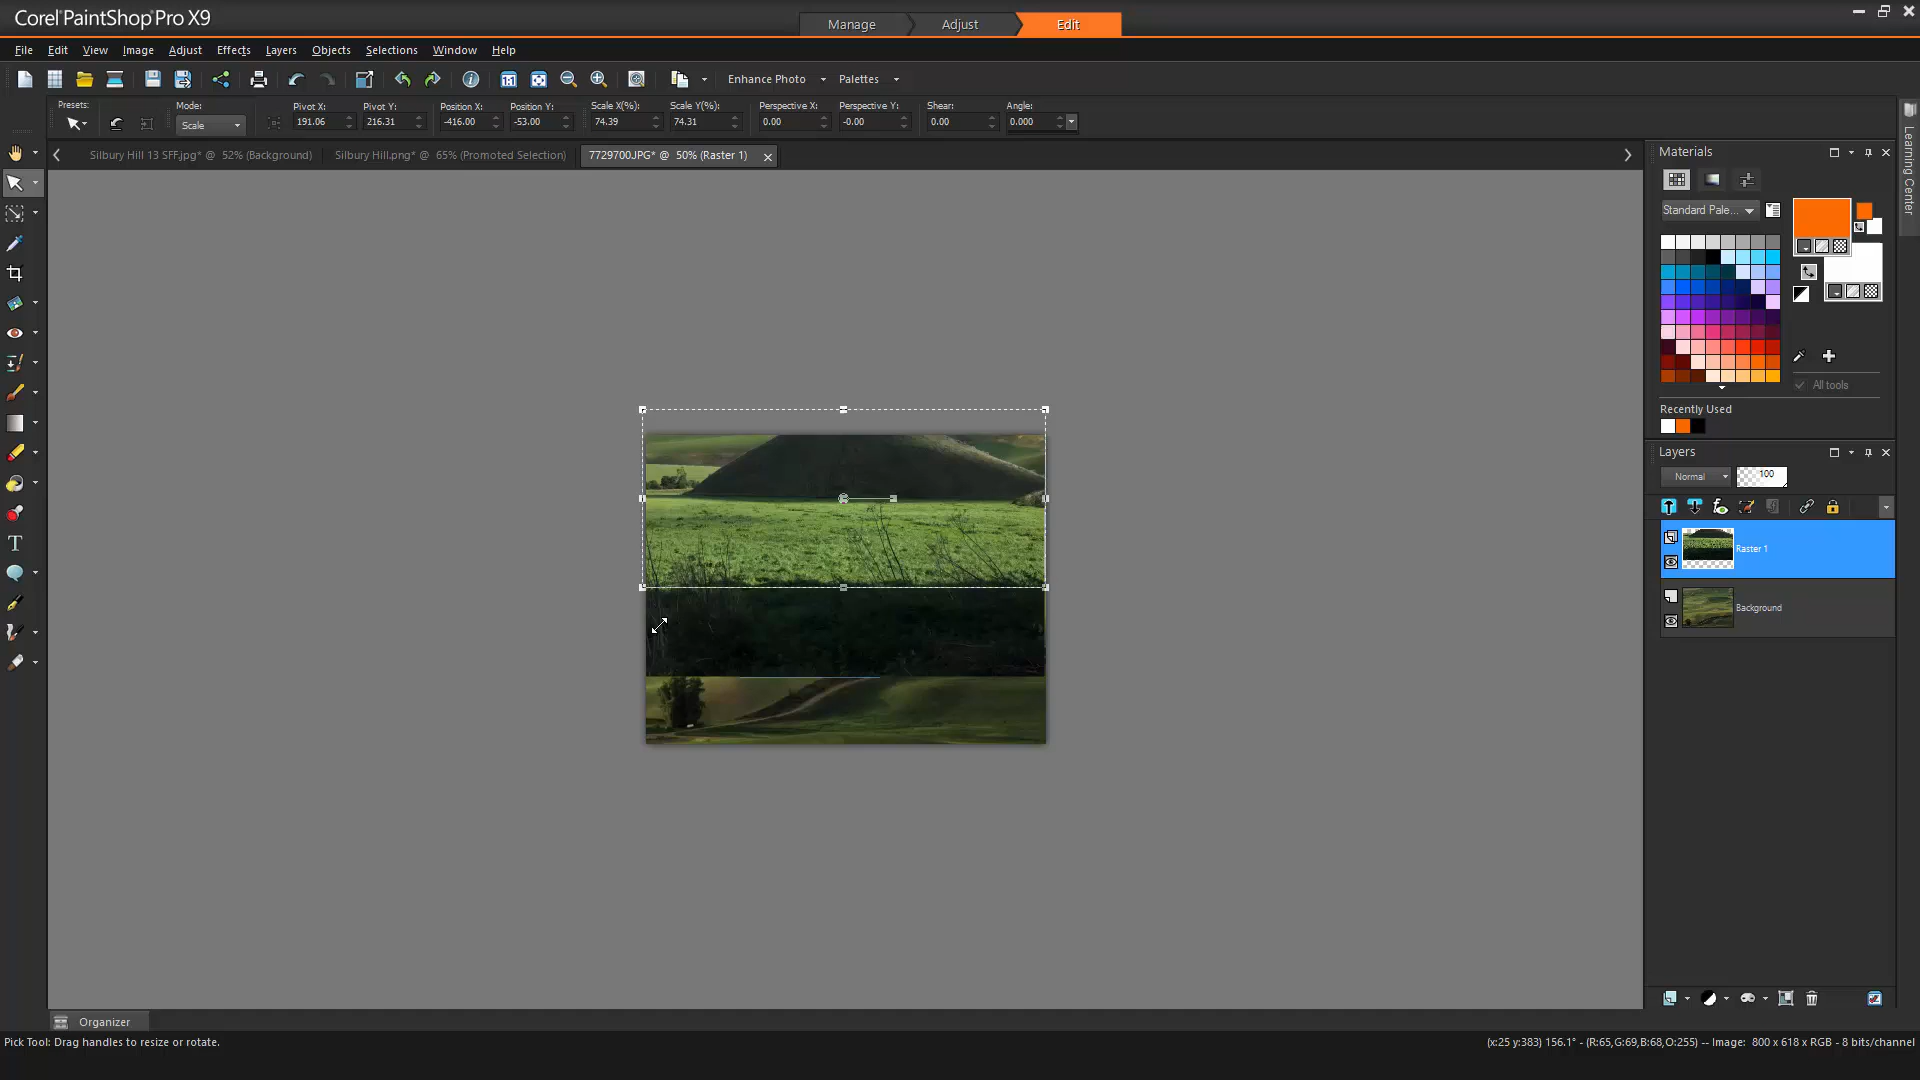 Corel PaintShop Pro X9
Manage
Adjust
Edit
File
Edit
View
Image
Adjust
Effects
Layers
Objects
Selections
Window
Help
1:1
Enhance Photo
Palettes
Presets:
Mode:
Scale
Pivot X:
191.06
Pivot Y:
216.31
Position X:
-416.00
Position Y:
-53.00
Scale X(%):
74.39
Scale Y(%):
74.31
Perspective X:
0.00
Perspective Y:
-0.00
Shear:
0.00
Angle:
0.000
Silbury Hill 13 SFF.jpg* @ 52% (Background)
Silbury Hill.png* @ 65% (Promoted Selection)
7729700.JPG* @ 50% (Raster 1)
Materials
Standard Pale...
All tools
Recently Used
Layers
Normal
100
Raster 1
Background
Learning Center
Organizer
Pick Tool: Drag handles to resize or rotate.
(x:25 y:383) 156.1° - (R:65,G:69,B:68,O:255) -- Image: 800 x 618 x RGB - 8 bits/channel